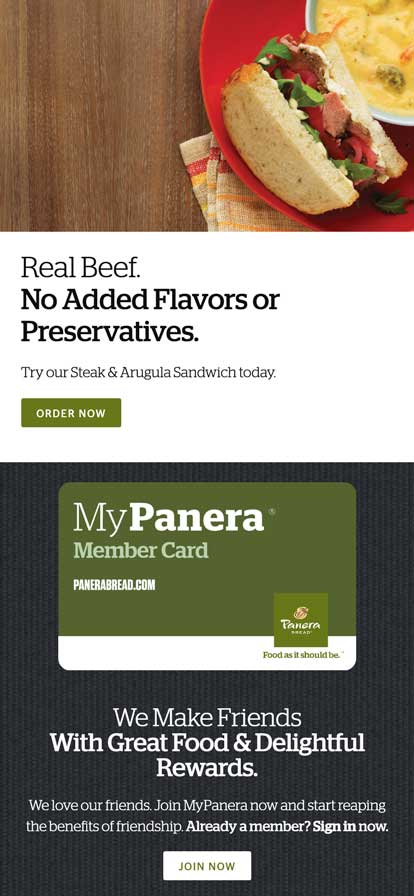 Real Beef.
No Added Flavors or
Preservatives.
Try our Steak & Arugula Sandwich today.
ORDER NOW
MyPanera®
Member Card
PANERABREAD.COM
Panera
BREAD®
Food as it should be.™
We Make Friends
With Great Food & Delightful
Rewards.
We love our friends. Join MyPanera now and start reaping
the benefits of friendship. Already a member? Sign in now.
JOIN NOW